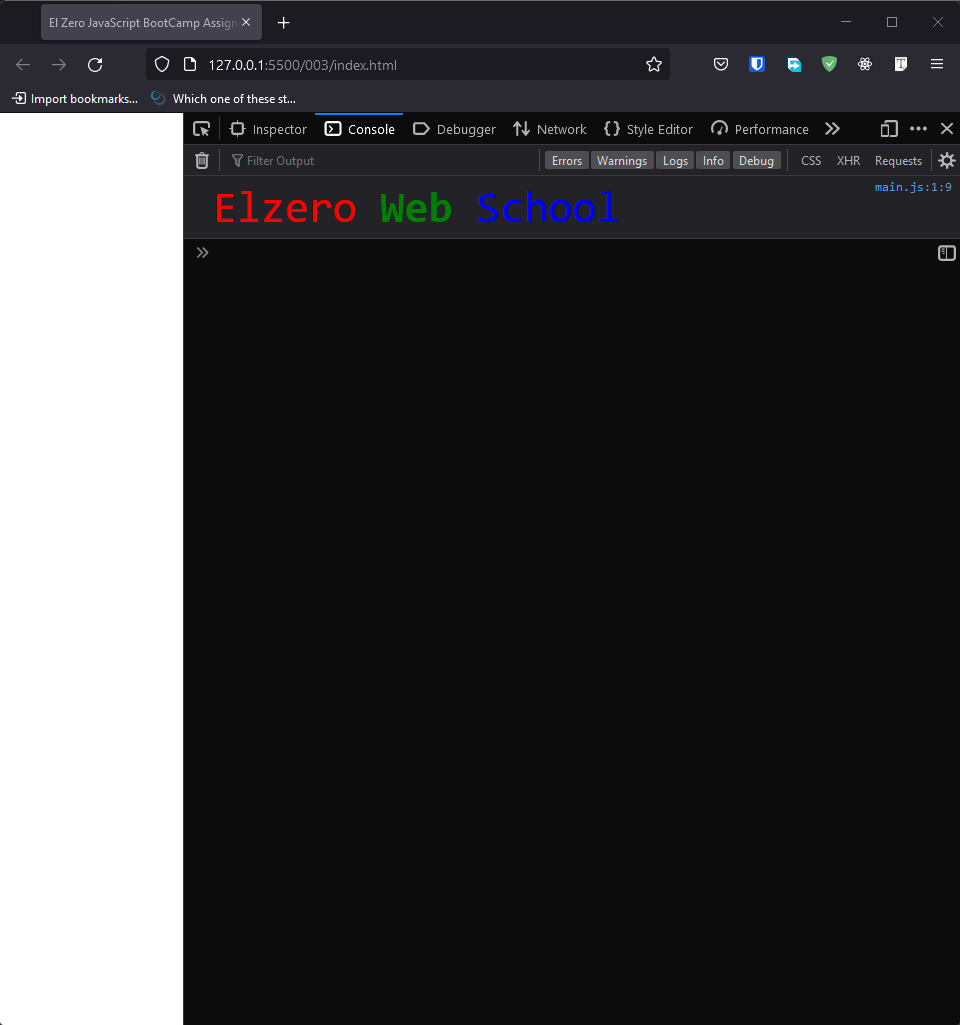 El Zero JavaScript BootCamp Assign
127.0.0.1:5500/003/index.html
Import bookmarks... Which one of these st...
Inspector Console Debugger Network Style Editor Performance
Filter Output Errors Warnings Logs Info Debug CSS XHR Requests
Elzero Web School main.js:1:9